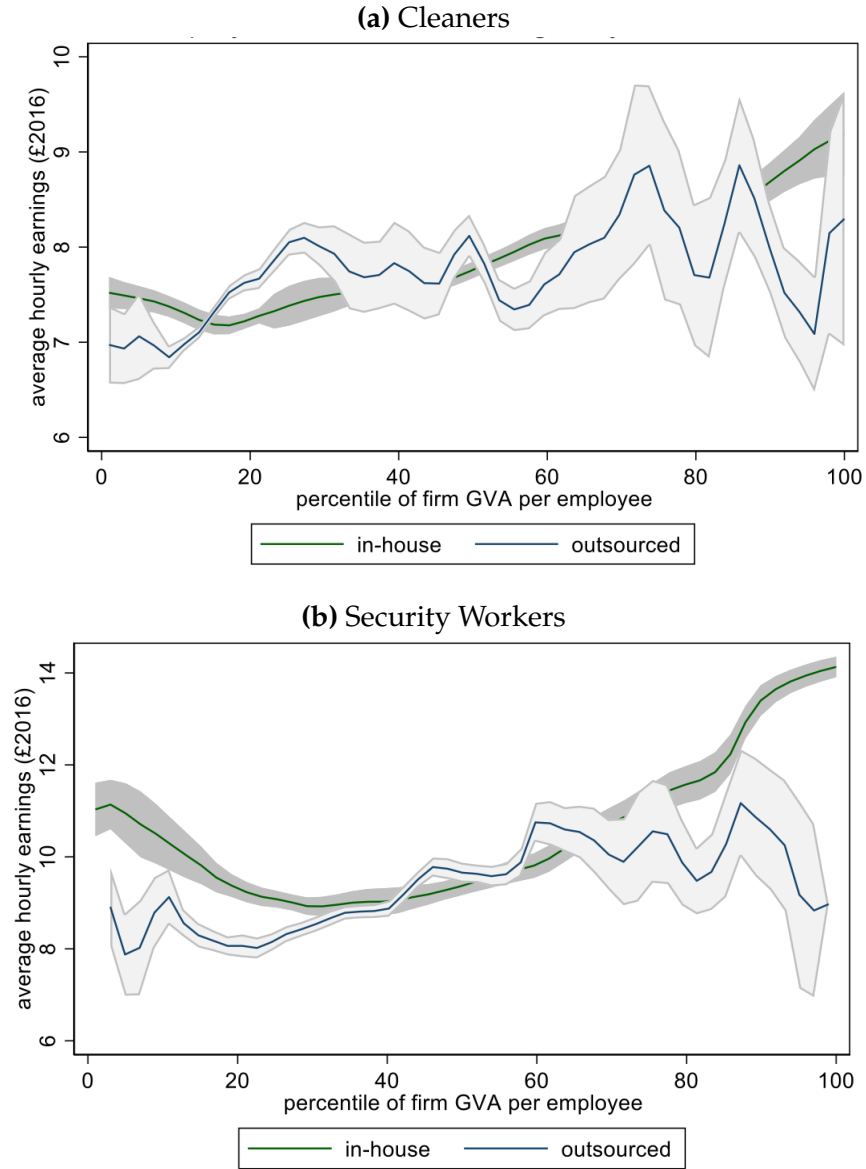 (a) Cleaners
average hourly earnings (£2016)
10
9
8
7
6
0 20 40 60 80 100
percentile of firm GVA per employee
in-house outsourced
(b) Security Workers
average hourly earnings (£2016)
14
12
10
8
6
0 20 40 60 80 100
percentile of firm GVA per employee
in-house outsourced